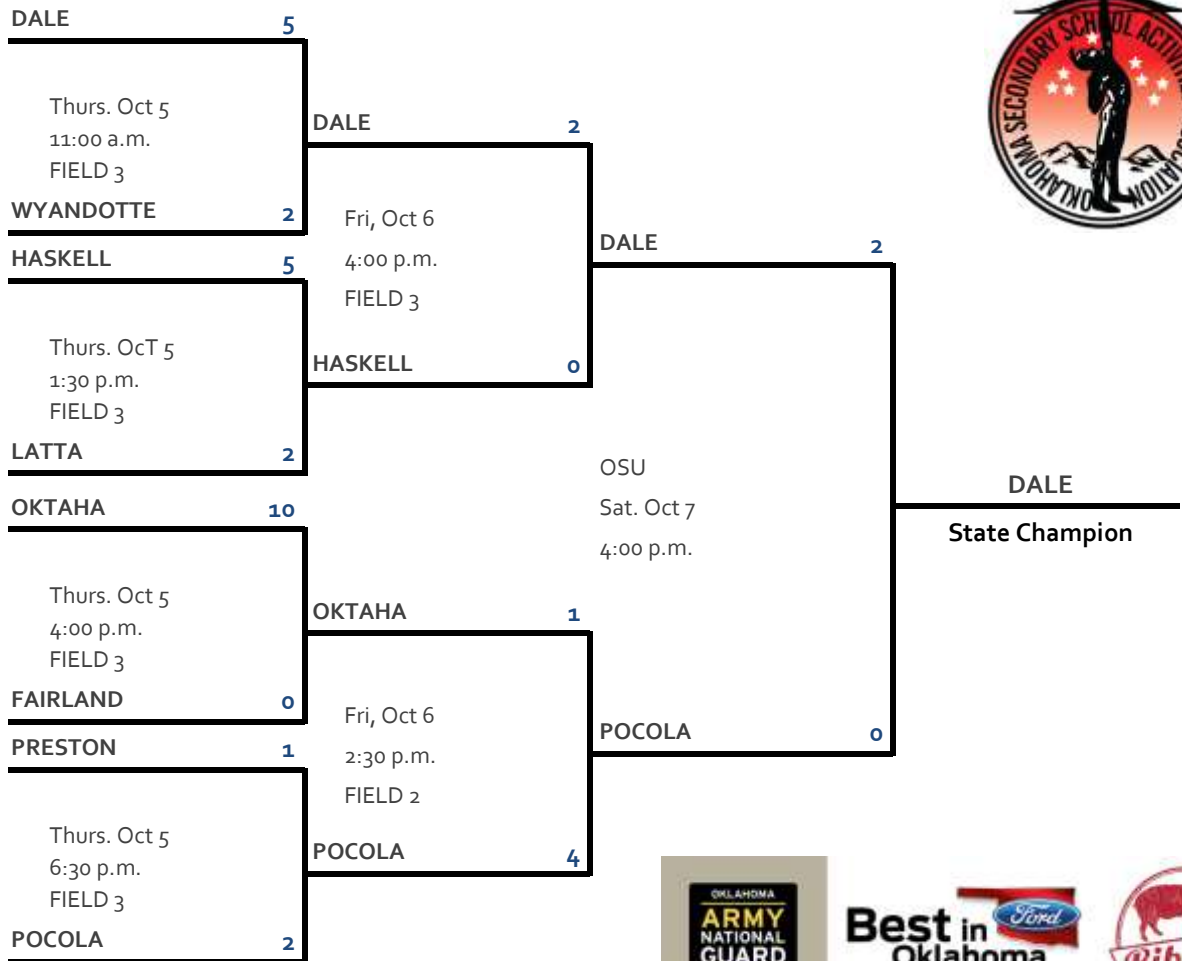 DALE 5
Thurs. Oct 5
11:00 a.m.
FIELD 3
WYANDOTTE 2
HASKELL 5
Thurs. OcT 5
1:30 p.m.
FIELD 3
LATTA 2
OKTAHA 10
Thurs. Oct 5
4:00 p.m.
FIELD 3
FAIRLAND 0
PRESTON 1
Thurs. Oct 5
6:30 p.m.
FIELD 3
POCOLA 2
DALE 2
Fri, Oct 6
4:00 p.m.
FIELD 3
HASKELL 0
OKTAHA 1
Fri, Oct 6
2:30 p.m.
FIELD 2
POCOLA 4
DALE 2
OSU
Sat. Oct 7
4:00 p.m.
POCOLA 0
DALE
State Champion
OKLAHOMA SECONDARY SCHOOL
OKLAHOMA
ARMY
NATIONAL
GUARD
Best in
Ford
Oklahoma